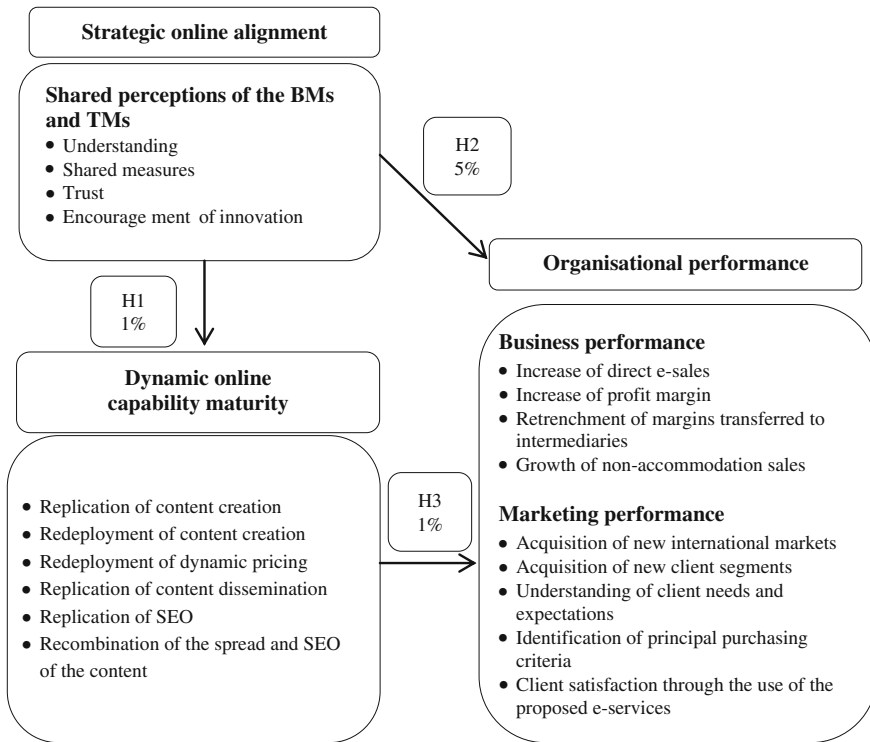 Strategic online alignment
Shared perceptions of the BMs
and TMs
• Understanding
• Shared measures
• Trust
• Encourage ment of innovation
H2
5%
H1
1%
Organisational performance
Business performance
• Increase of direct e-sales
• Increase of profit margin
• Retrenchment of margins transferred to
intermediaries
• Growth of non-accommodation sales
Marketing performance
• Acquisition of new international markets
• Acquisition of new client segments
• Understanding of client needs and
expectations
• Identification of principal purchasing
criteria
• Client satisfaction through the use of the
proposed e-services
Dynamic online
capability maturity
• Replication of content creation
• Redeployment of content creation
• Redeployment of dynamic pricing
• Replication of content dissemination
• Replication of SEO
• Recombination of the spread and SEO
of the content
H3
1%